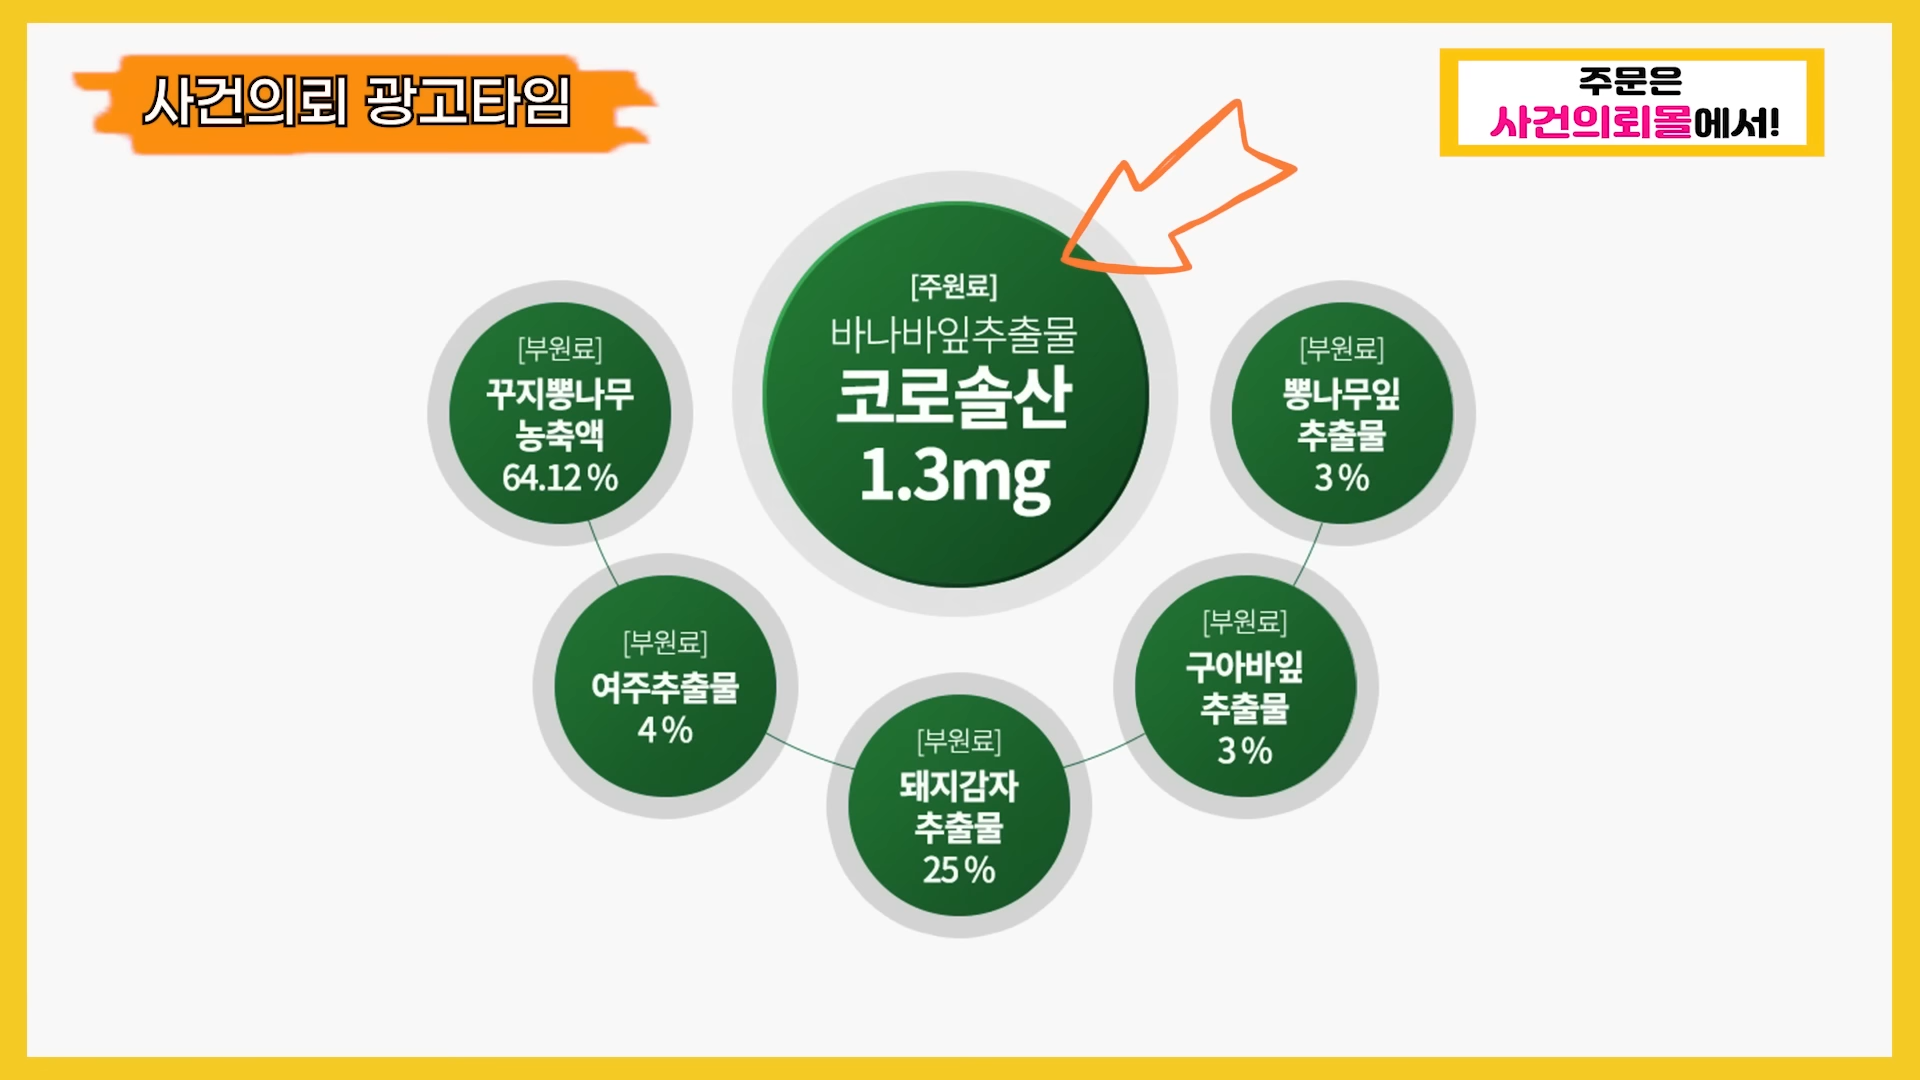 사건의뢰 광고타임
주문은
사건의뢰몰에서!
[주원료]
바나바잎추출물
코로솔산
1.3mg
[부원료]
꾸지뽕나무
농축액
64.12%
[부원료]
뽕나무잎
추출물
3%
[부원료]
여주추출물
4%
[부원료]
구아바잎
추출물
3%
[부원료]
돼지감자
추출물
25%